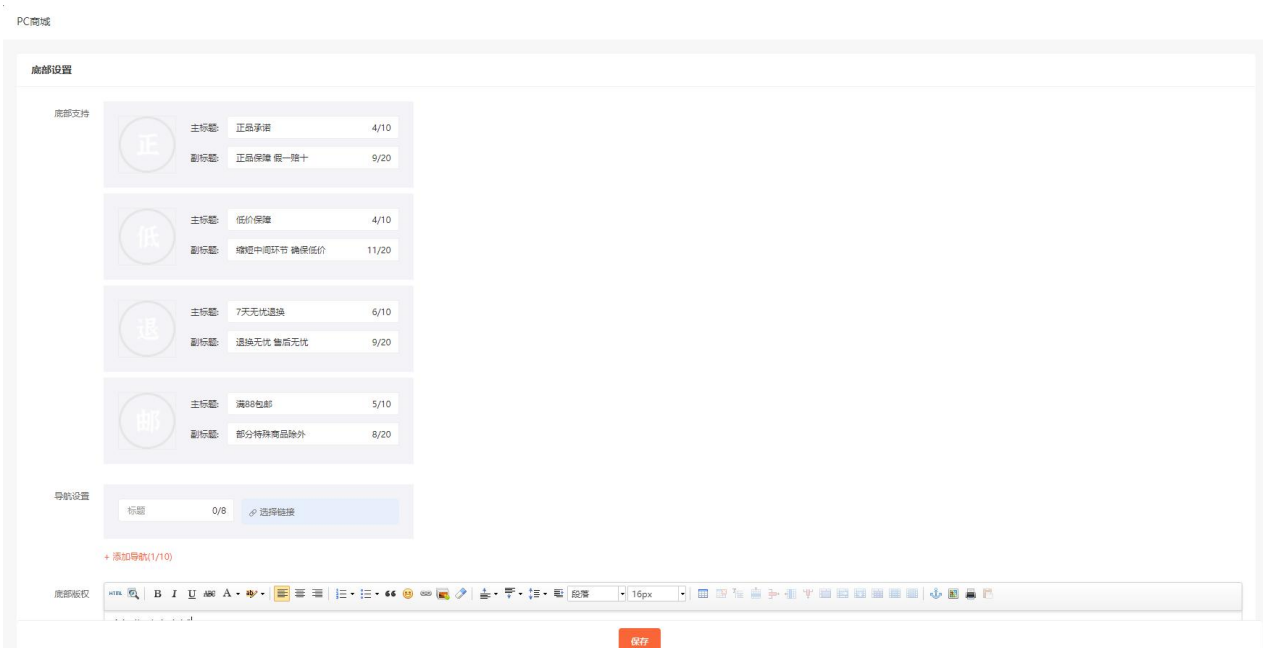 PC商城
底部设置
底部支持
正
主标题: 正品承诺 4/10
副标题: 正品保障 假一赔十 9/20
低
主标题: 低价保障 4/10
副标题: 缩短中间环节 确保低价 11/20
退
主标题: 7天无忧退换 6/10
副标题: 退换无忧 售后无忧 9/20
邮
主标题: 满88包邮 5/10
副标题: 部分特殊商品除外 8/20
导航设置
标题 0/8 选择链接
+ 添加导航(1/10)
底部版权
HTML B I U ABC A 段落 16px
保存